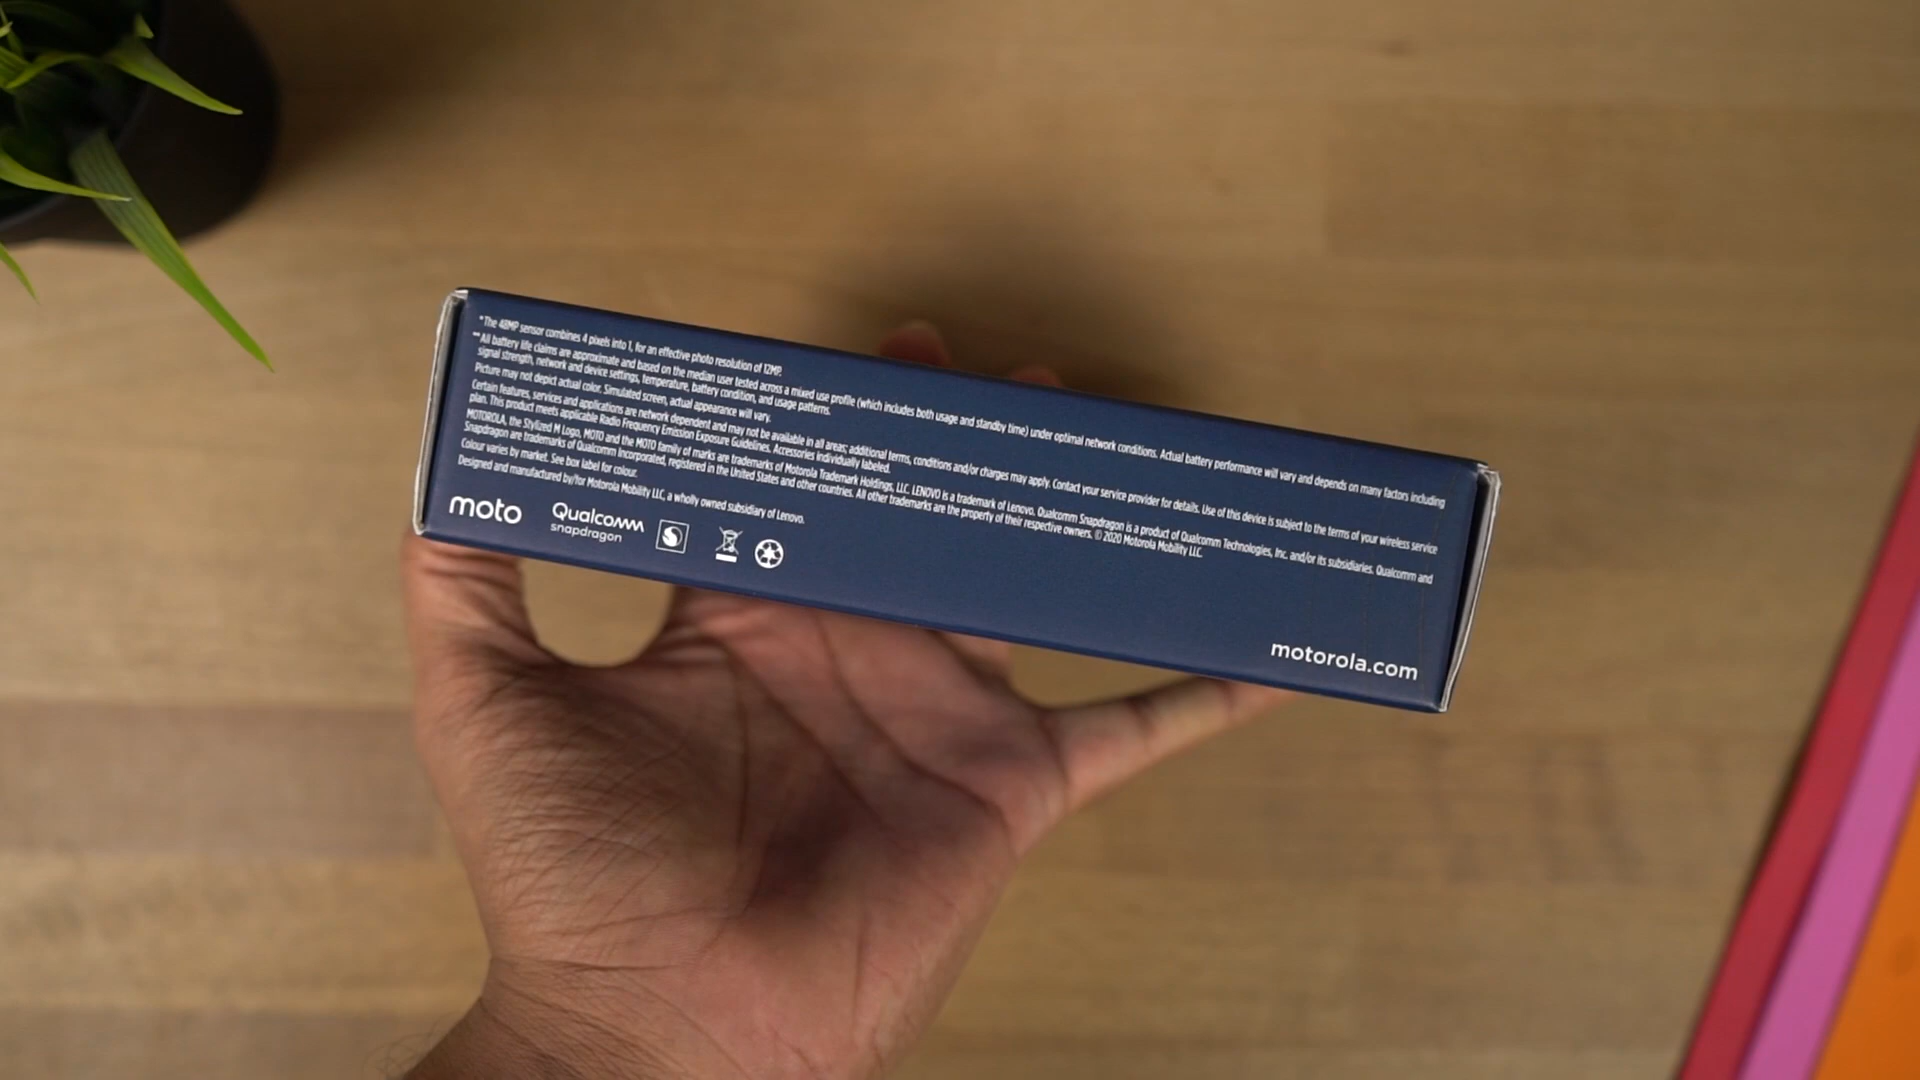 *The 48MP sensor combines 4 pixels into 1, for an effective photo resolution of 12MP.
**All battery life claims are approximate and based on the median user tested across a mixed use profile (which includes both usage and standby time) under optimal network conditions. Actual battery performance will vary and depends on many factors including
signal strength, network and device settings, temperature, battery condition, and usage patterns.
Picture may not depict actual color. Simulated screen, actual appearance will vary.
Certain features, services and applications are network dependent and may not be available in all areas; additional terms, conditions and/or charges may apply. Contact your service provider for details. Use of this device is subject to the terms of your wireless service
plan. This product meets applicable Radio Frequency Emission Exposure Guidelines. Accessories individually labeled.
MOTOROLA, the Stylized M Logo, MOTO and the MOTO family of marks are trademarks of Motorola Trademark Holdings, LLC. LENOVO is a trademark of Lenovo. Qualcomm Snapdragon is a product of Qualcomm Technologies, Inc. and/or its subsidiaries. Qualcomm and
Snapdragon are trademarks of Qualcomm Incorporated, registered in the United States and other countries. All other trademarks are the property of their respective owners. © 2020 Motorola Mobility LLC.
Colour varies by market. See box label for colour.
Designed and manufactured by/for Motorola Mobility LLC, a wholly owned subsidiary of Lenovo.
moto
Qualcomm
snapdragon
motorola.com